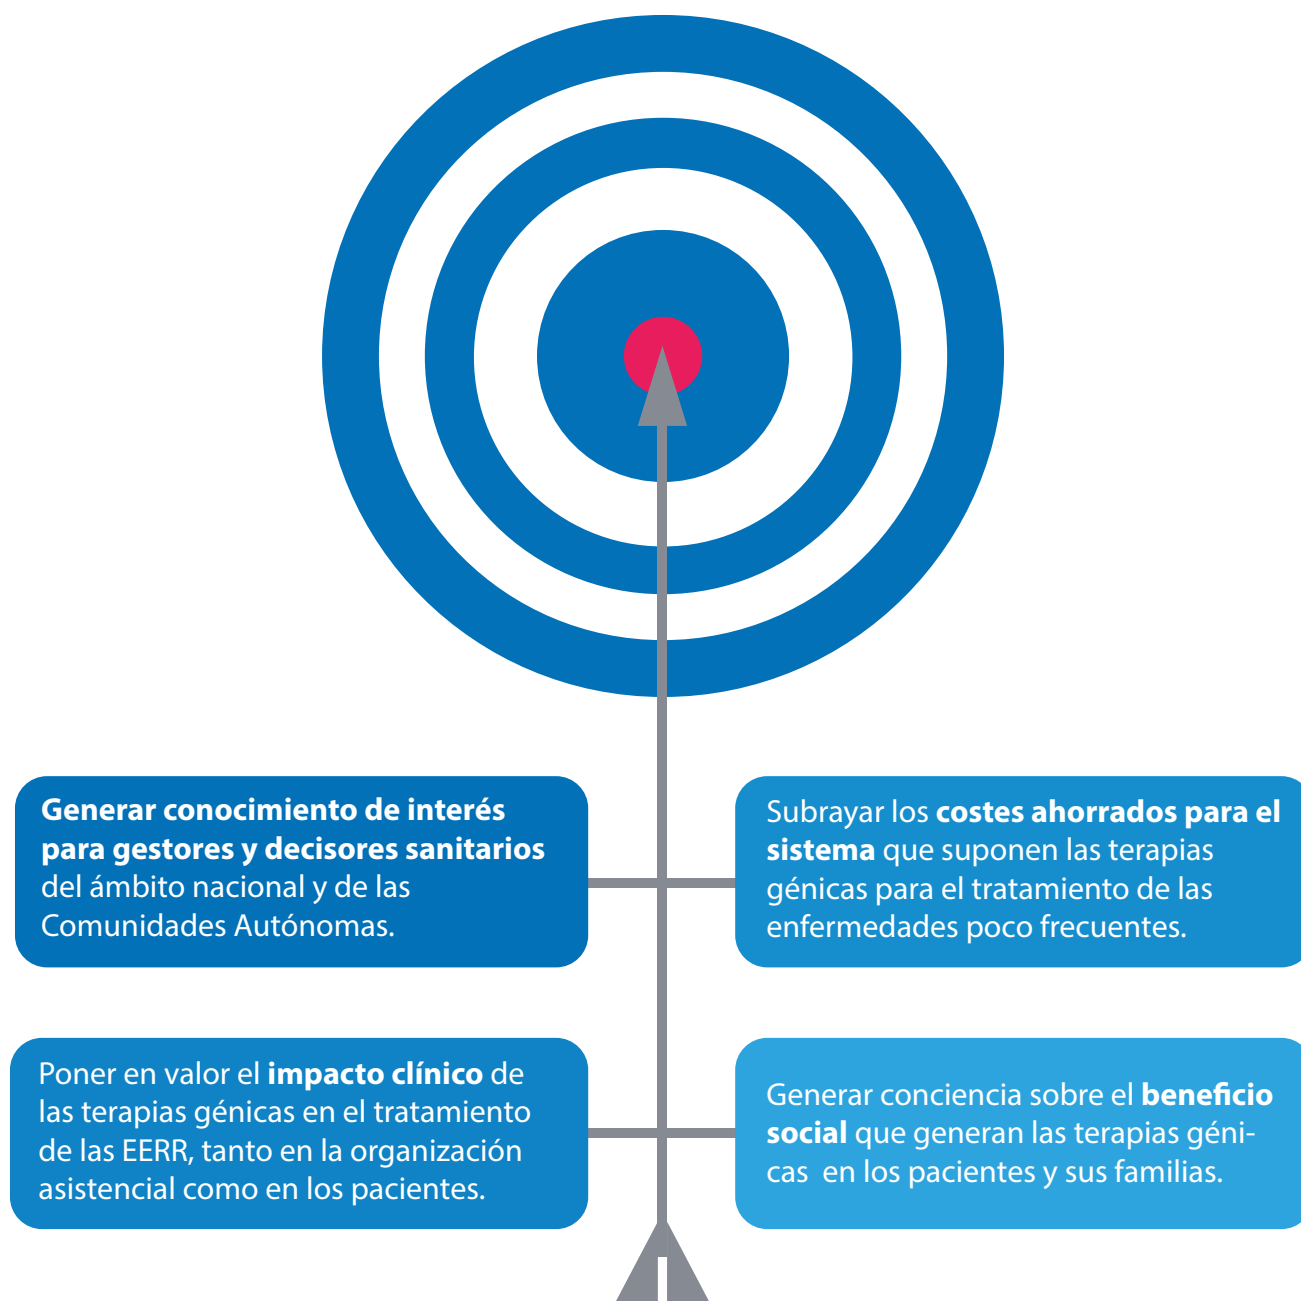 Generar conocimiento de interés
para gestores y decisores sanitarios
del ámbito nacional y de las
Comunidades Autónomas.
Subrayar los costes ahorrados para el
sistema que suponen las terapias
génicas para el tratamiento de las
enfermedades poco frecuentes.
Poner en valor el impacto clínico de
las terapias génicas en el tratamiento
de las EERR, tanto en la organización
asistencial como en los pacientes.
Generar conciencia sobre el beneficio
social que generan las terapias géni-
cas  en los pacientes y sus familias.